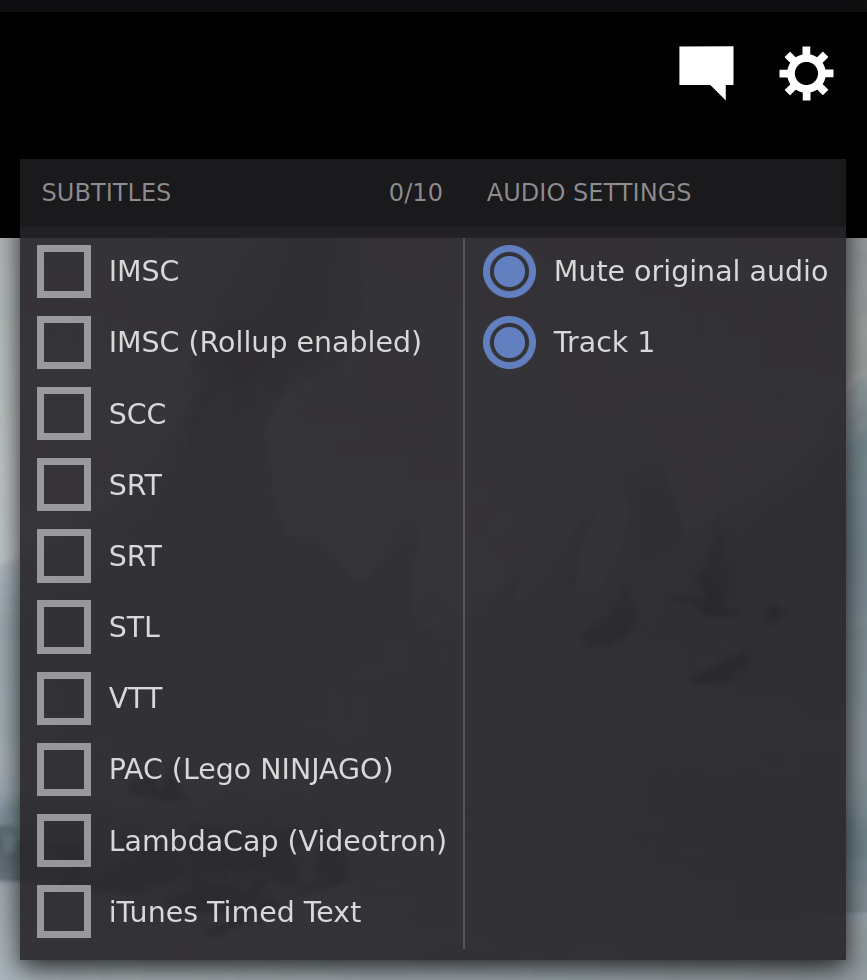 SUBTITLES 0/10 AUDIO SETTINGS
IMSC
IMSC (Rollup enabled)
SCC
SRT
SRT
STL
VTT
PAC (Lego NINJAGO)
LambdaCap (Videotron)
iTunes Timed Text
Mute original audio
Track 1